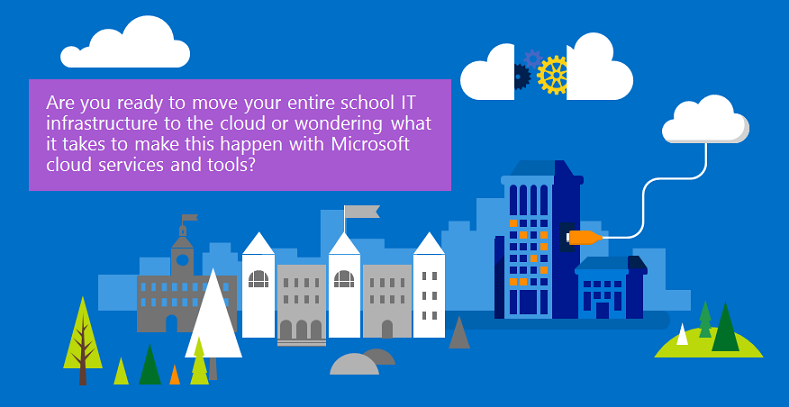 Are you ready to move your entire school IT
infrastructure to the cloud or wondering what
it takes to make this happen with Microsoft
cloud services and tools?